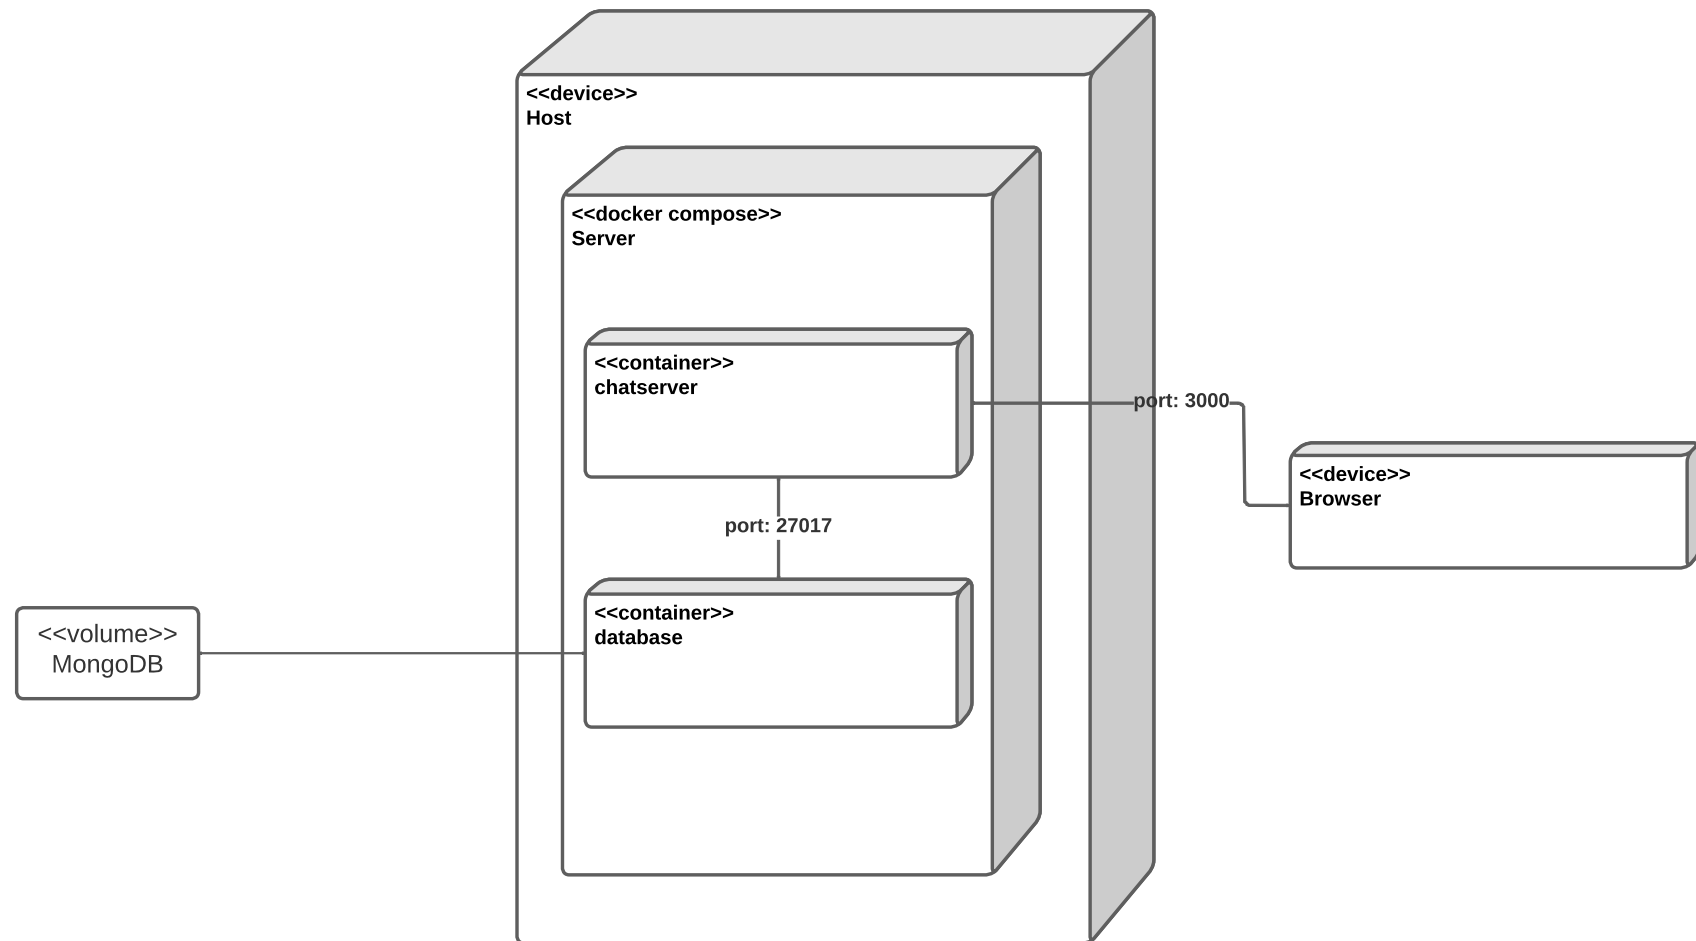 <<device>>
Host
<<docker compose>>
Server
<<container>>
chatserver
port: 3000
<<device>>
Browser
port: 27017
<<container>>
database
<<volume>>
MongoDB